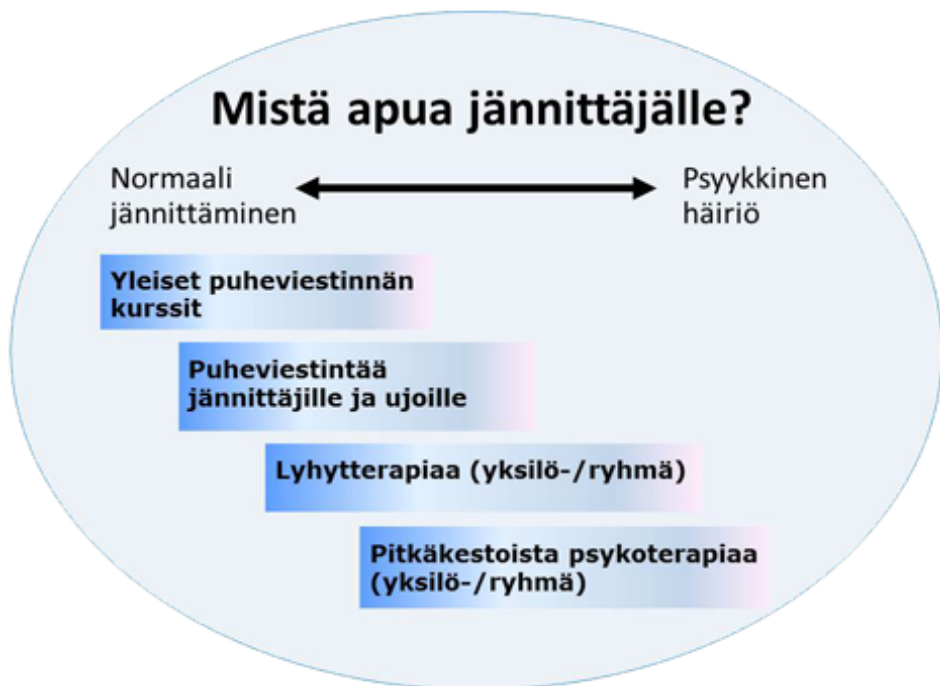 Mistä apua jännittäjälle?
Normaali
jännittäminen
Psyykkinen
häiriö
Yleiset puheviestinnän
kurssit
Puheviestintää
jännittäjille ja ujoille
Lyhytterapiaa (yksilö-/ryhmä)
Pitkäkestoista psykoterapiaa
(yksilö-/ryhmä)